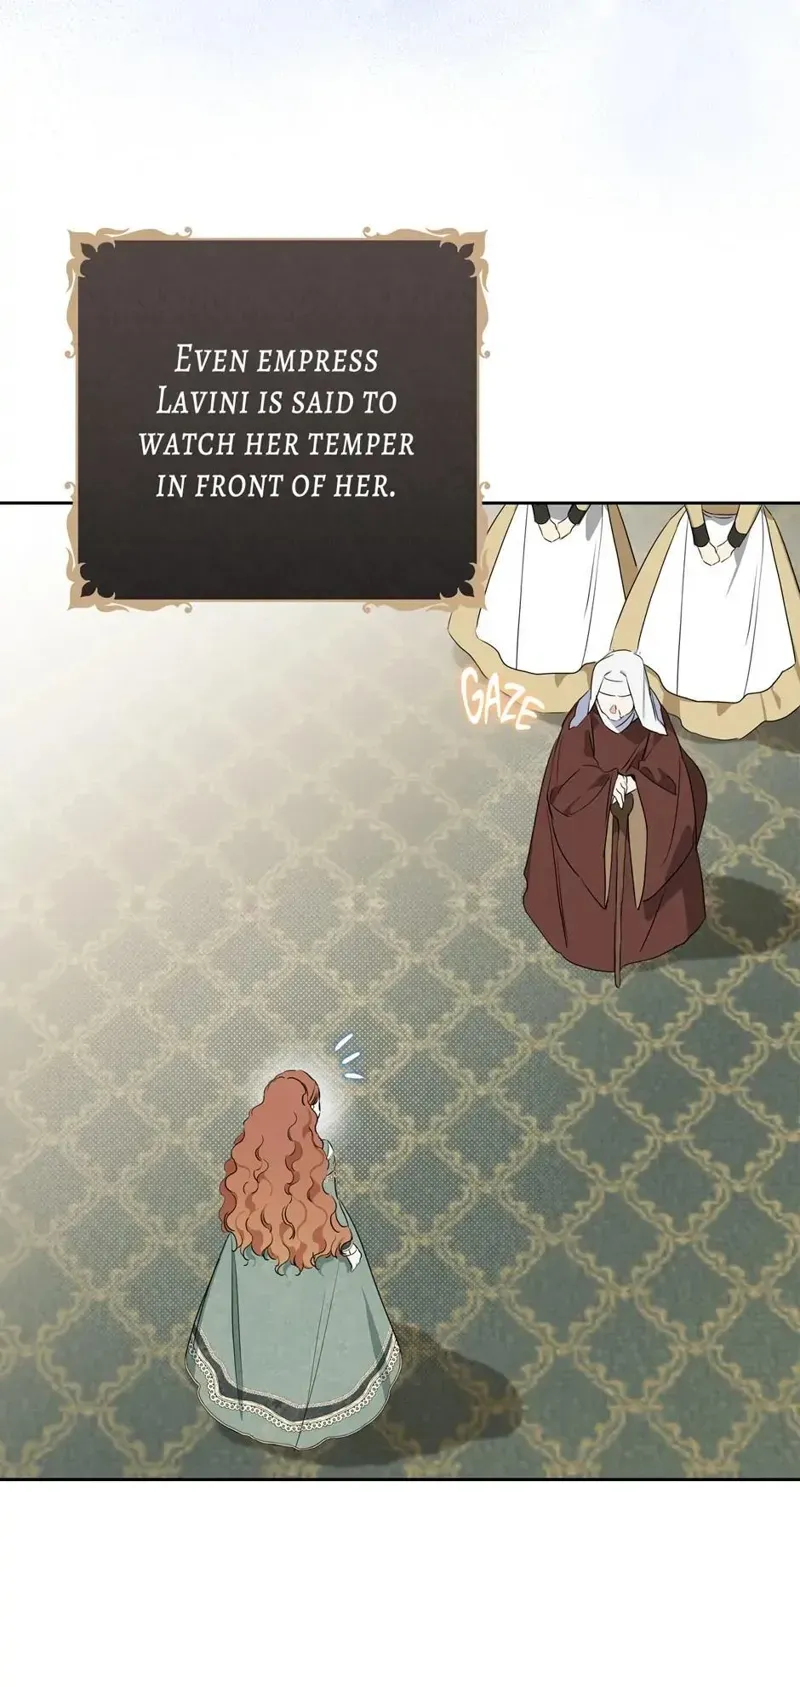 EVEN EMPRESS
LAVINI IS SAID TO
WATCH HER TEMPER
IN FRONT OF HER.
GAZE